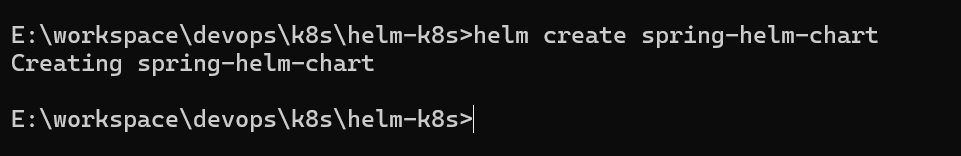 E:\workspace\devops\k8s\helm-k8s>helm create spring-helm-chart
Creating spring-helm-chart
E:\workspace\devops\k8s\helm-k8s>